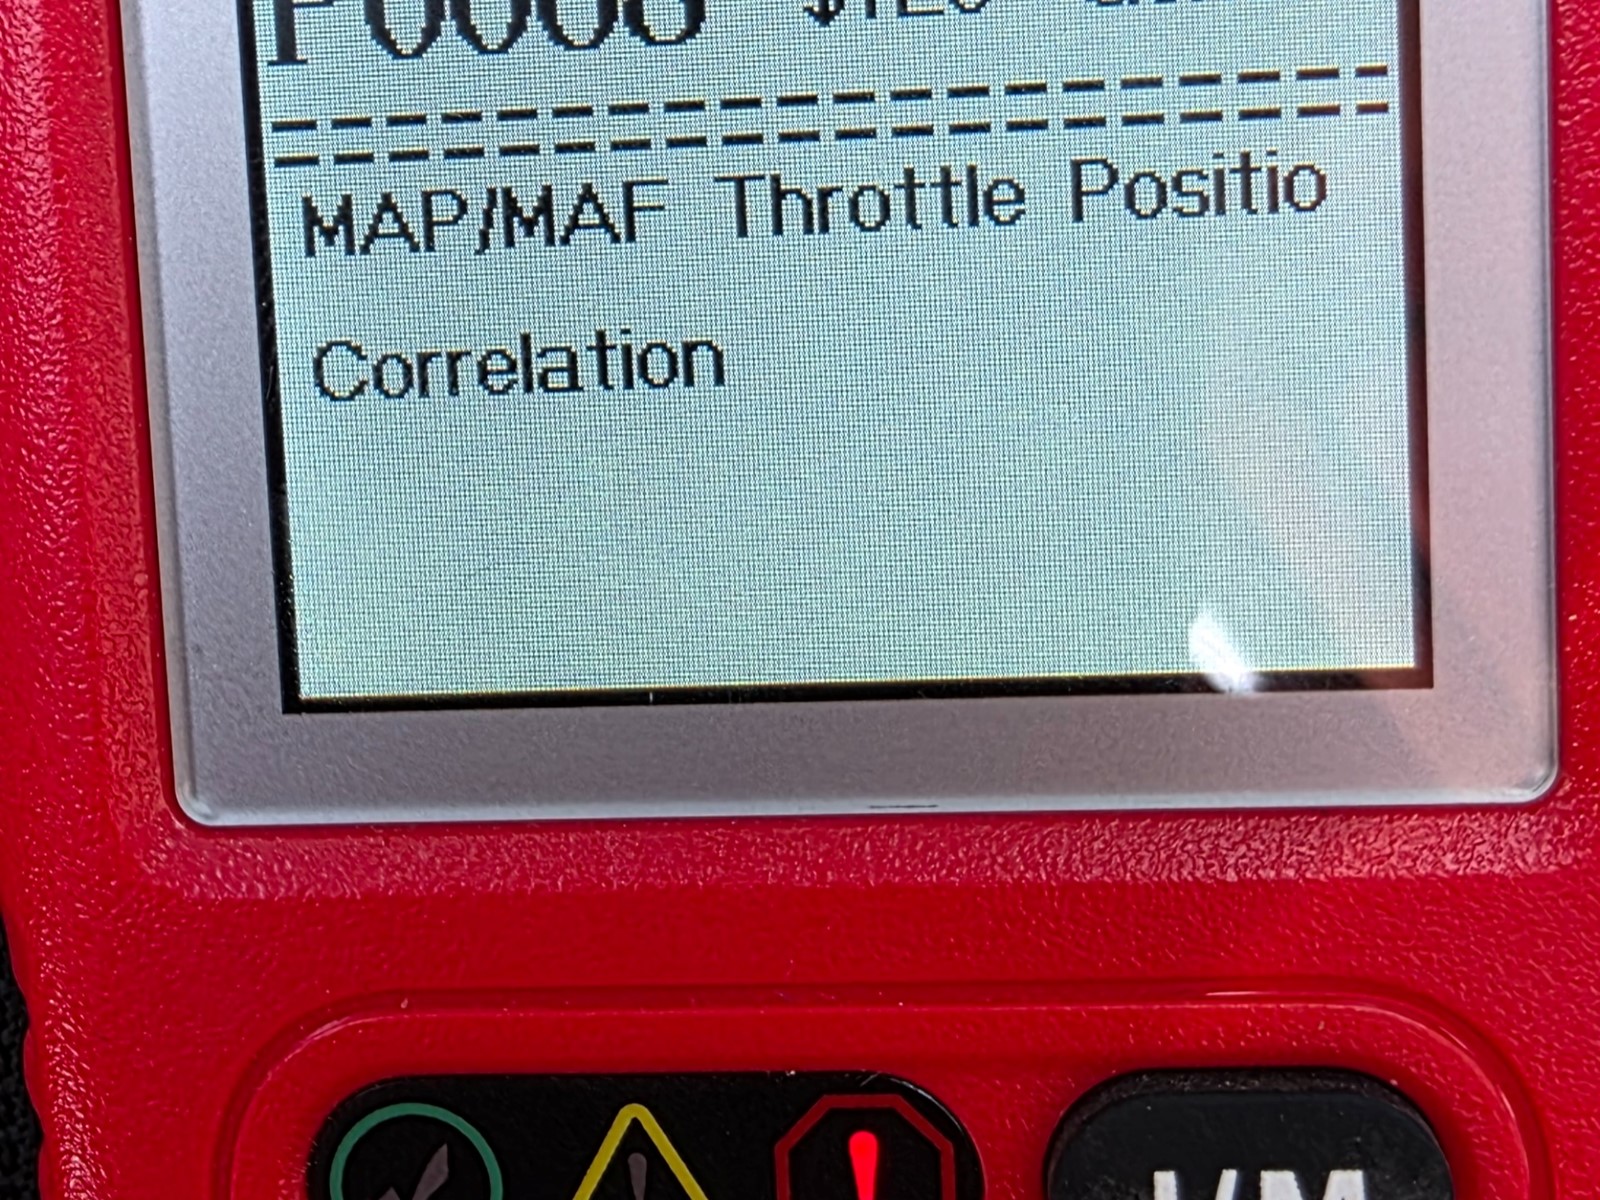 MAP/MAF Throttle Positio
Correlation
I/M